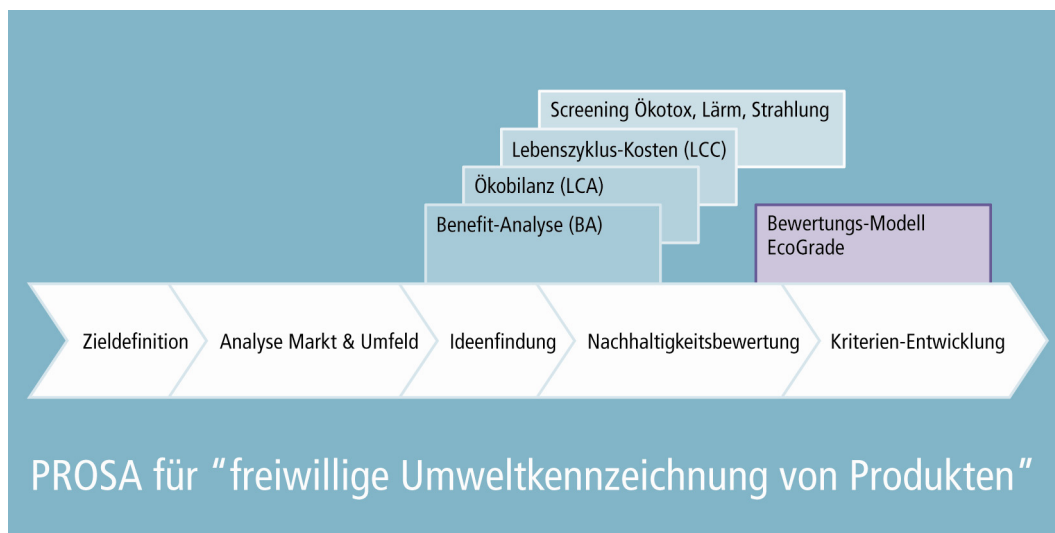 Screening Ökotox, Lärm, Strahlung
Lebenszyklus-Kosten (LCC)
Ökobilanz (LCA)
Benefit-Analyse (BA)
Bewertungs-Modell
EcoGrade
Zieldefinition
Analyse Markt & Umfeld
Ideenfindung
Nachhaltigkeitsbewertung
Kriterien-Entwicklung
PROSA für “freiwillige Umweltkennzeichnung von Produkten”